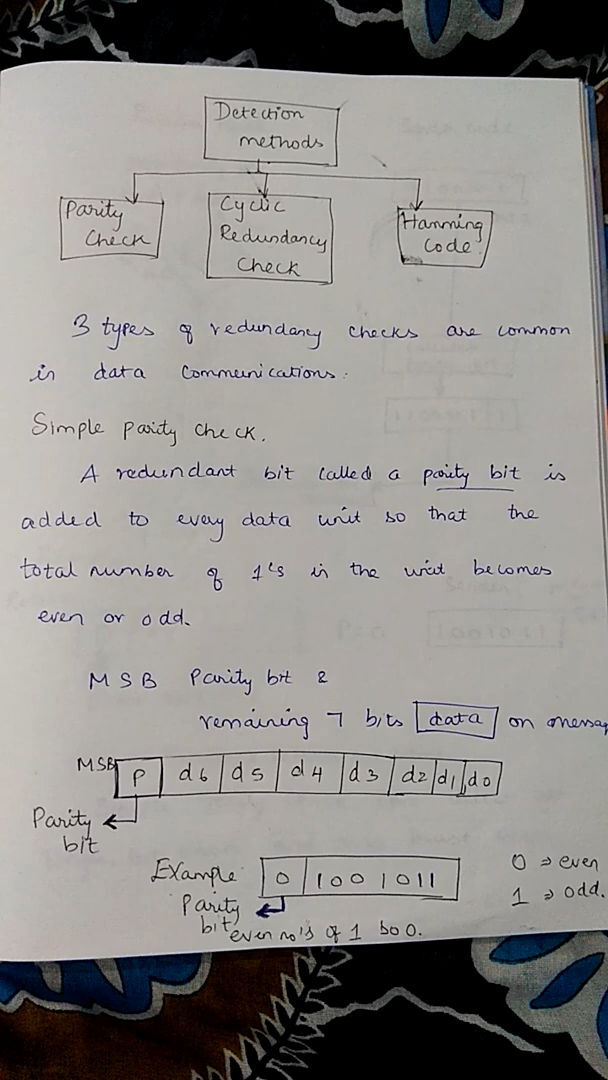 Detection
methods
Parity
Check
Cyclic
Redundancy
Check
Hamming
Code
3 types of redundancy checks are common
in data communications.
Simple parity check.
A redundant bit called a parity bit is
added to every data unit so that the
total number of 1's in the unit becomes
even or odd.
MSB Parity bit &
remaining 7 bits data on messag
MSB P d6 d5 d4 d3 d2 d1 d0
Parity
bit
Example 0 1001011
0 ⇒ even
1 ⇒ odd.
Parity
bit
even no's of 1 so 0.